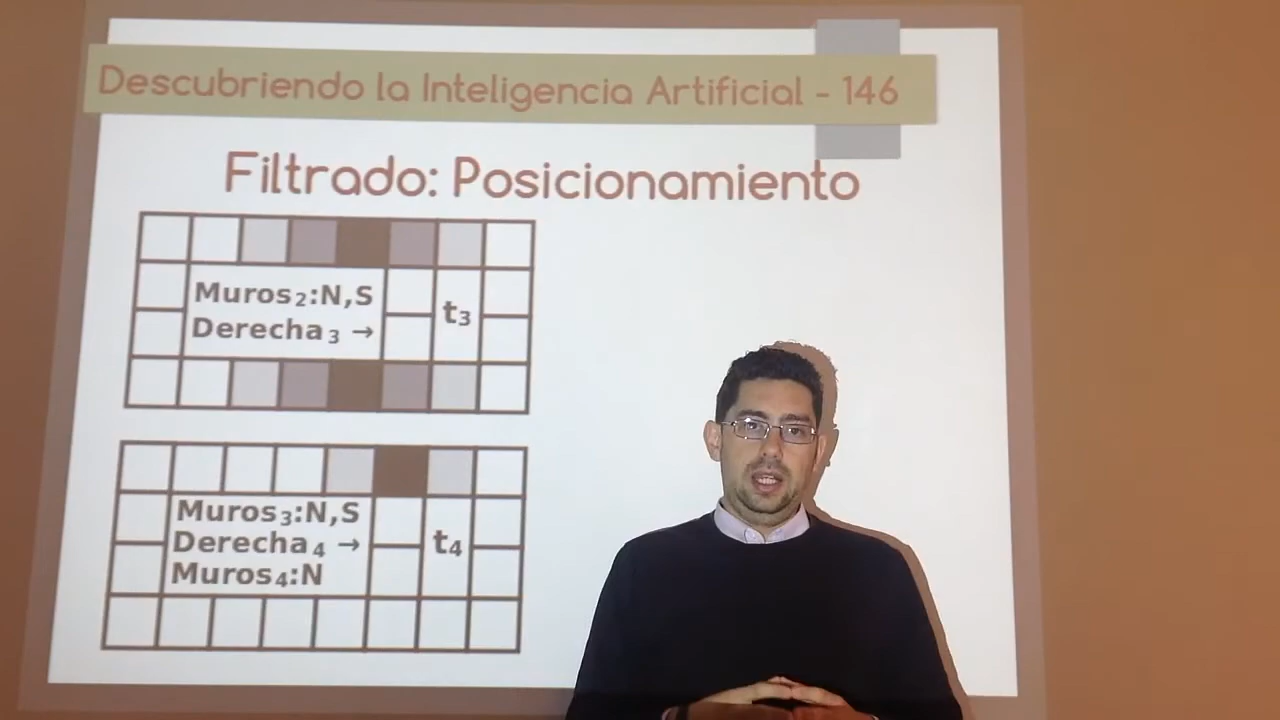 Descubriendo la Inteligencia Artificial - 146
Filtrado: Posicionamiento
Muros₂:N,S
Derecha₃ →
t₃
Muros₃:N,S
Derecha₄ →
Muros₄:N
t₄